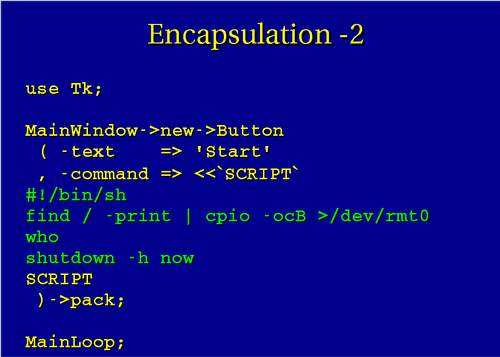 Encapsulation -2
use Tk;
MainWindow->new->Button
( -text    => 'Start'
, -command => <<`SCRIPT`
#!/bin/sh
find / -print | cpio -ocB >/dev/rmt0
who
shutdown -h now
SCRIPT
)->pack;
MainLoop;